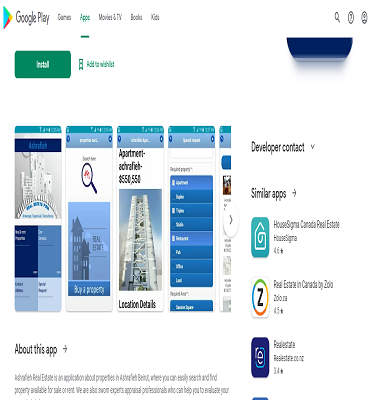 Google Play
Games
Apps
Movies & TV
Books
Kids
Install
Add to wishlist
Ashrafieh
Search here
REAL
ESTATE
Buy a property
Apartment-
achrafieh-
$550,550
Location Details
Special request
Required property
Apartment
Duplex
Triplex
Studio
Restaurant
Pub
Office
Land
Required Area
Sassine Square
Developer contact
Similar apps
HouseSigma Canada Real Estate
HouseSigma
4.6 ★
Real Estate in Canada by Zolo
Zolo.ca
4.5 ★
Realestate
Realestate.co.nz
3.4 ★
About this app
Ashrafieh Real Estate is an application about properties in Ashrafieh Beirut, where you can easily search and find
property available for sale or rent. We are also sworn experts appraisal professionals who can help you to evaluate your